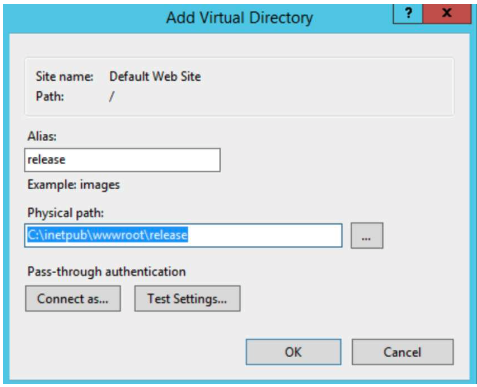 Add Virtual Directory
? x
Site name: Default Web Site
Path: /
Alias:
release
Example: images
Physical path:
C:\inetpub\wwwroot\release
...
Pass-through authentication
Connect as... Test Settings...
OK Cancel